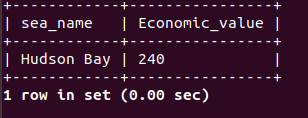 +------------+----------------+
| sea_name   | Economic_value |
+------------+----------------+
| Hudson Bay | 240            |
+------------+----------------+
1 row in set (0.00 sec)